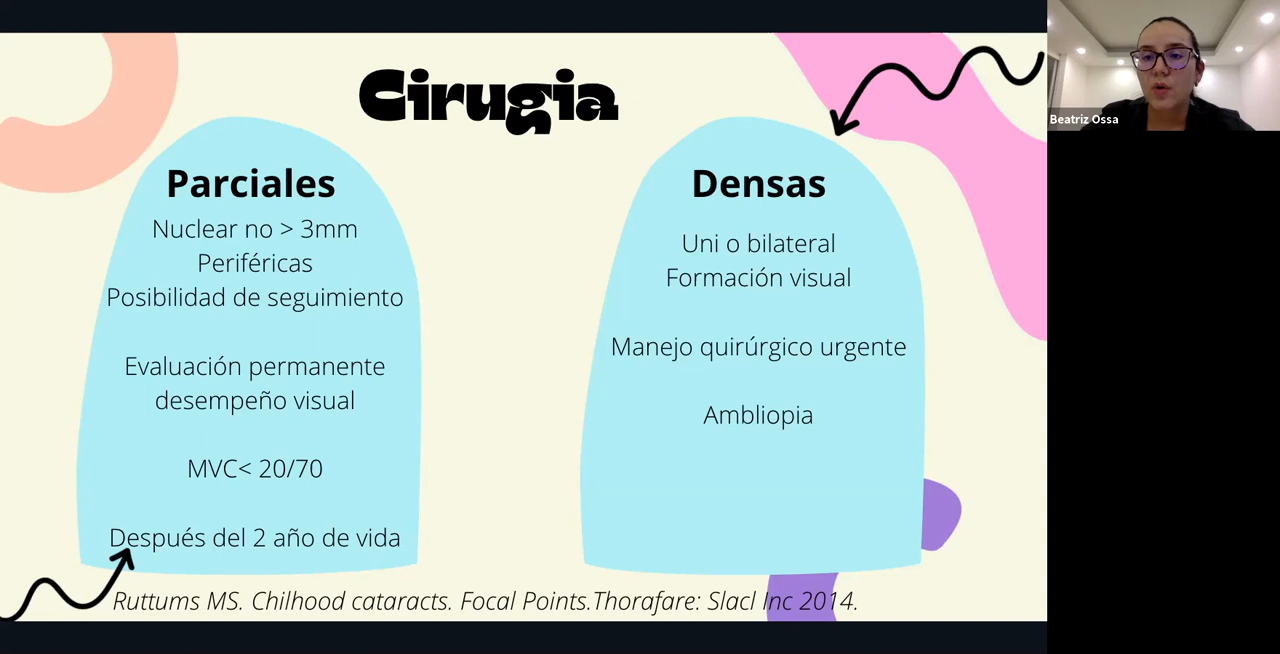 Cirugia
Parciales
Nuclear no > 3mm
Periféricas
Posibilidad de seguimiento
Evaluación permanente
desempeño visual
MVC< 20/70
Después del 2 año de vida
Densas
Uni o bilateral
Formación visual
Manejo quirúrgico urgente
Ambliopia
Ruttums MS. Chilhood cataracts. Focal Points.Thorafare: Slacl Inc 2014.
Beatriz Ossa